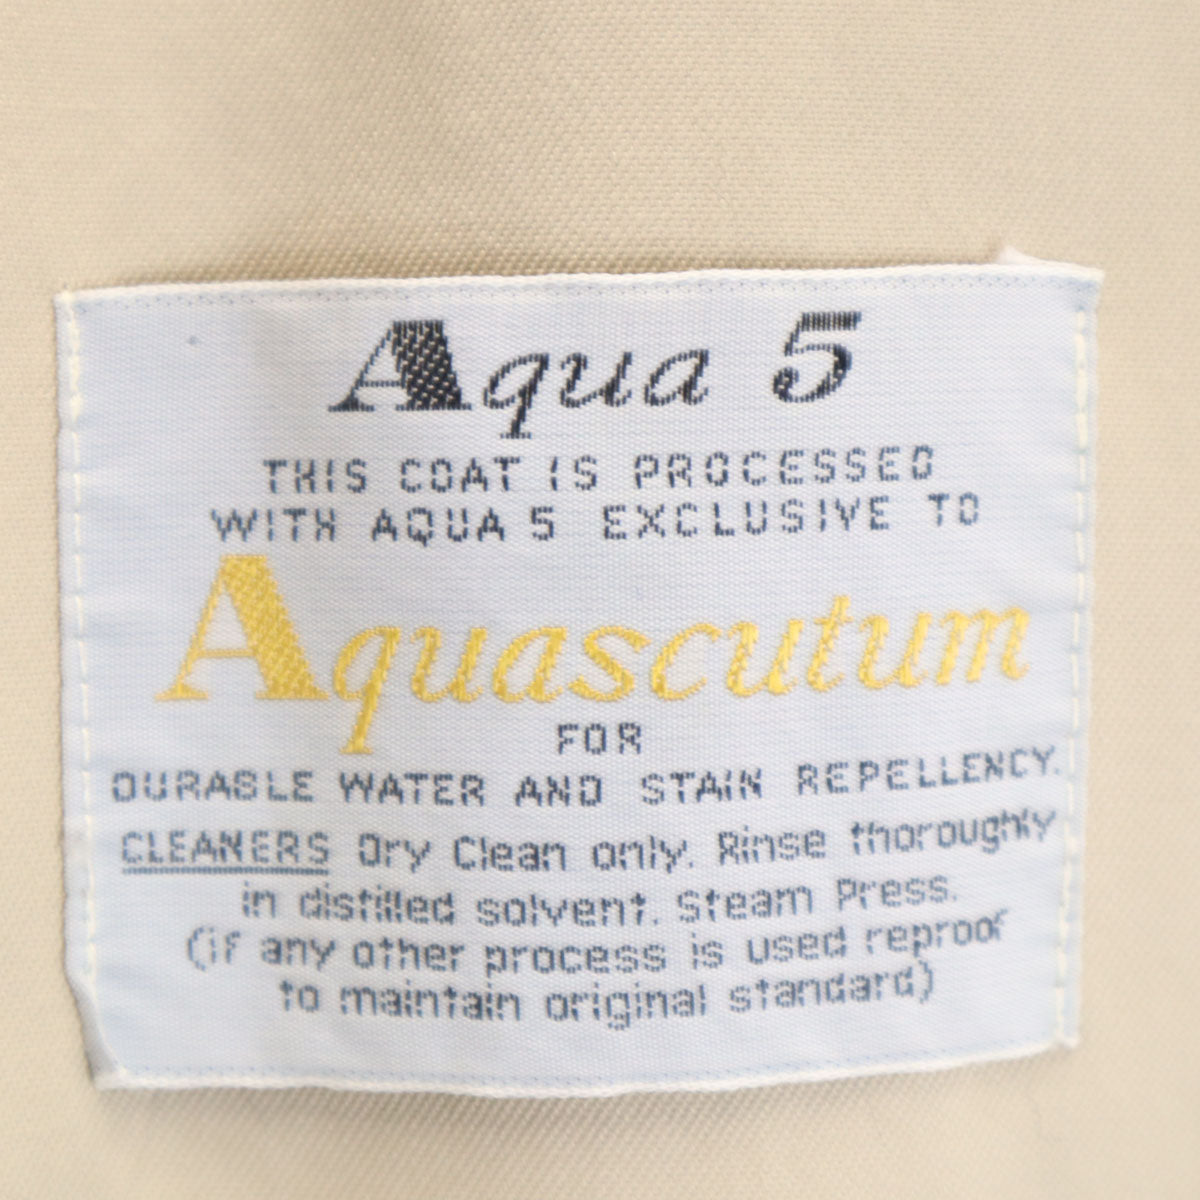 Aqua 5
THIS COAT IS PROCESSED
WITH AQUA 5 EXCLUSIVE TO
Aquascutum
FOR
DURABLE WATER AND STAIN REPELLENCY.
CLEANERS Dry Clean only. Rinse thoroughly
in distilled solvent. Steam Press.
(if any other process is used reproof
to maintain original standard)